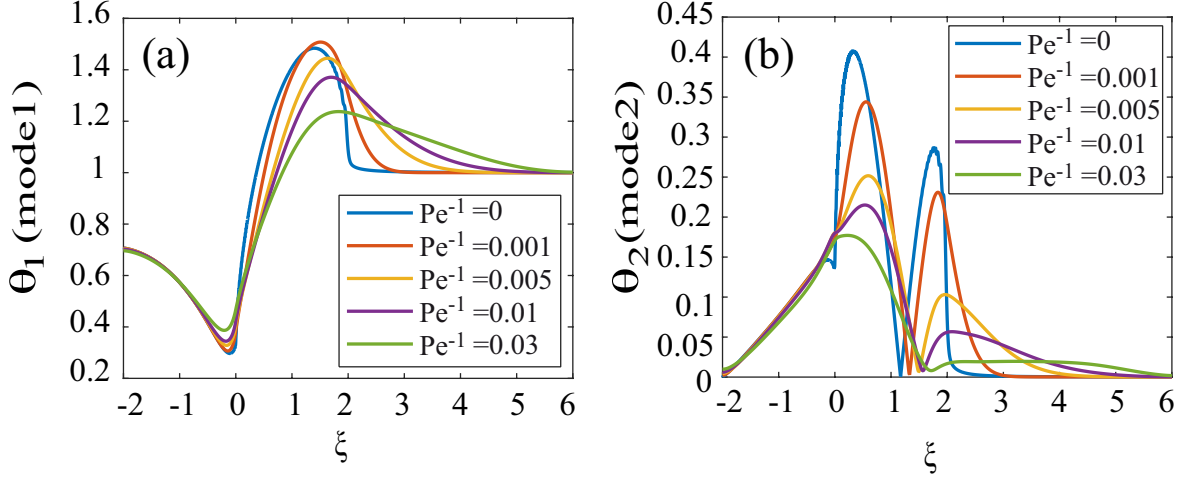 (a)
θ1 (mode1)
1.6
1.4
1.2
1
0.8
0.6
0.4
0.2
Pe-1 =0
Pe-1 =0.001
Pe-1 =0.005
Pe-1 =0.01
Pe-1 =0.03
-2 -1 0 1 2 3 4 5 6
ξ
(b)
θ2(mode2)
0.45
0.4
0.35
0.3
0.25
0.2
0.15
0.1
0.05
0
Pe-1 =0
Pe-1 =0.001
Pe-1 =0.005
Pe-1 =0.01
Pe-1 =0.03
-2 -1 0 1 2 3 4 5 6
ξ